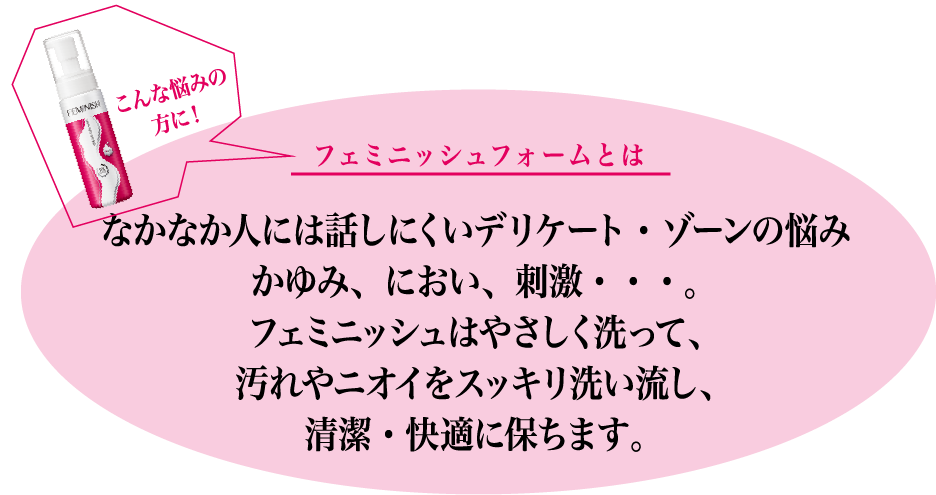 FEMINISH
こんな悩みの
方に！
フェミニッシュフォームとは
なかなか人には話しにくいデリケート・ゾーンの悩み
かゆみ、におい、刺激・・・。
フェミニッシュはやさしく洗って、
汚れやニオイをスッキリ洗い流し、
清潔・快適に保ちます。